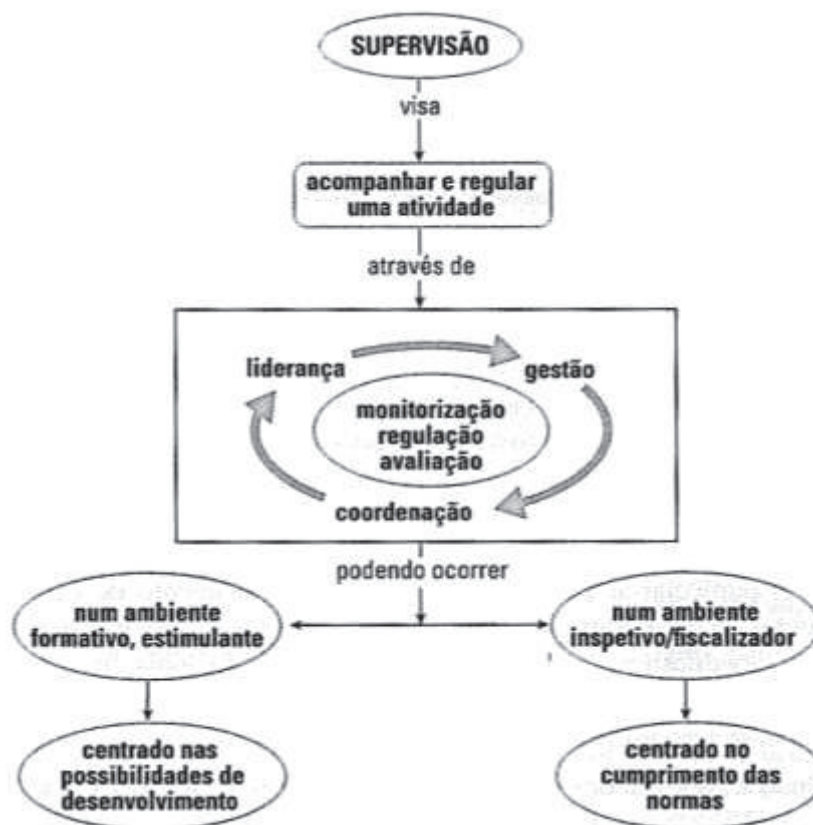 SUPERVISÃO
visa
acompanhar e regular
uma atividade
através de
liderança
gestão
monitorização
regulação
avaliação
coordenação
podendo ocorrer
num ambiente
formativo, estimulante
num ambiente
inspetivo/fiscalizador
centrado nas
possibilidades de
desenvolvimento
centrado no
cumprimento das
normas